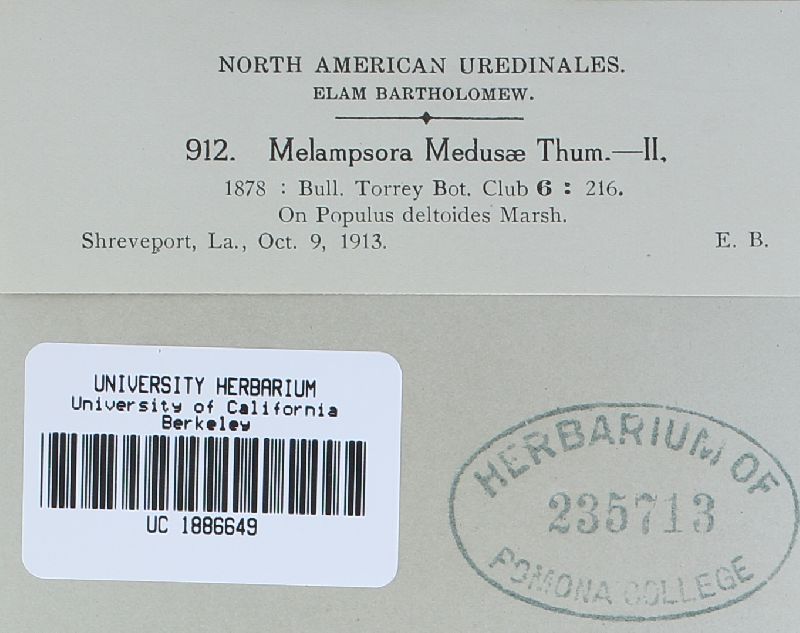 NORTH AMERICAN UREDINALES.
ELAM BARTHOLOMEW.
912. Melampsora Medusæ Thum.—II.
1878 : Bull. Torrey Bot. Club 6 : 216.
On Populus deltoides Marsh.
Shreveport, La., Oct. 9, 1913. E. B.
UNIVERSITY HERBARIUM
University of California
Berkeley
UC 1886649
HERBARIUM OF
235713
POMONA COLLEGE